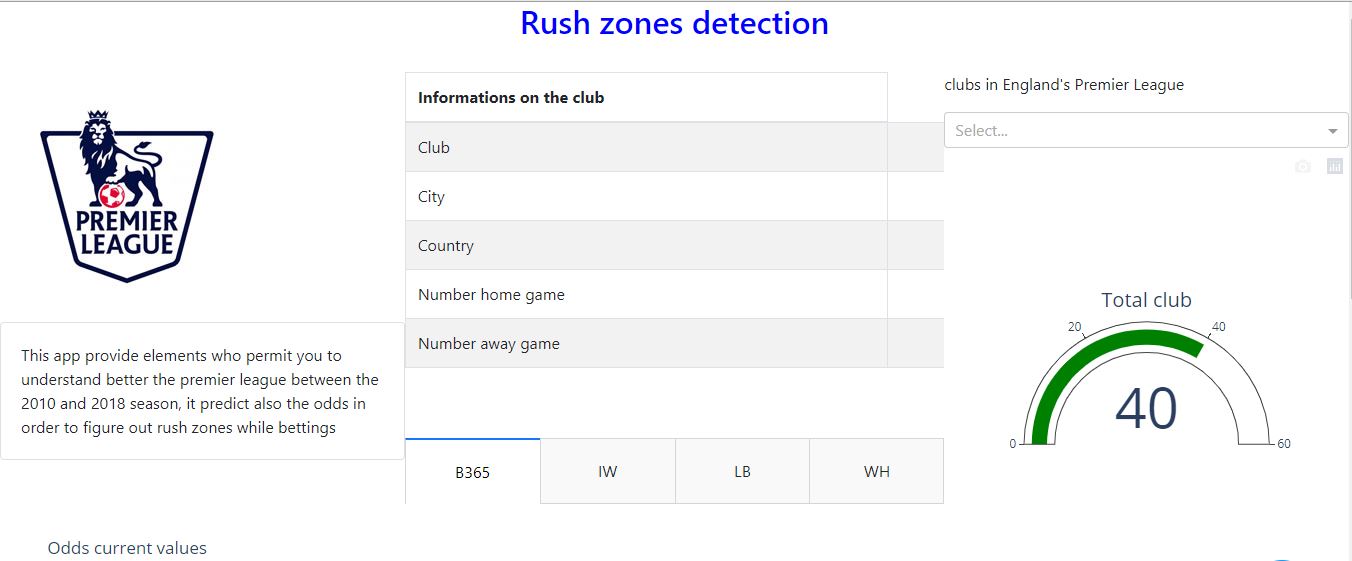 Rush zones detection
PREMIER
LEAGUE
This app provide elements who permit you to
understand better the premier league between the
2010 and 2018 season, it predict also the odds in
order to figure out rush zones while bettings
Odds current values
Informations on the club
Club
City
Country
Number home game
Number away game
B365
IW
LB
WH
clubs in England's Premier League
Select...
Total club
0
20
40
60
40